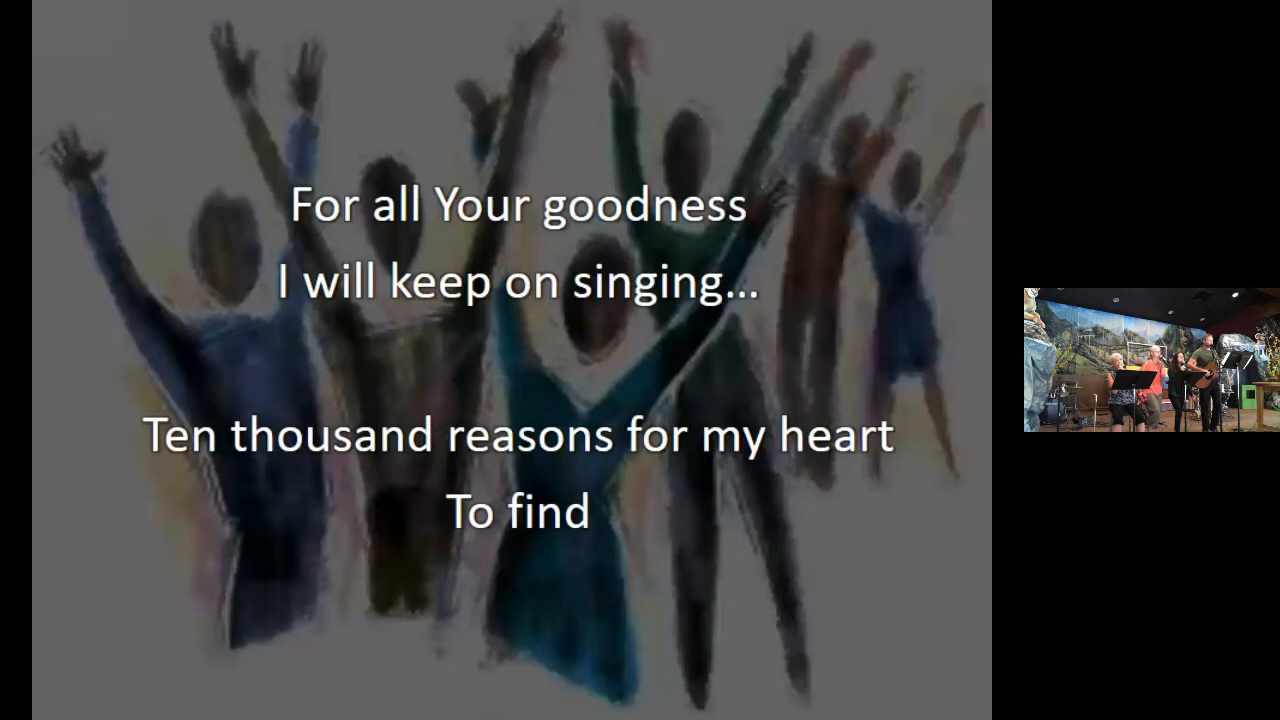 For all Your goodness
I will keep on singing...
Ten thousand reasons for my heart
To find